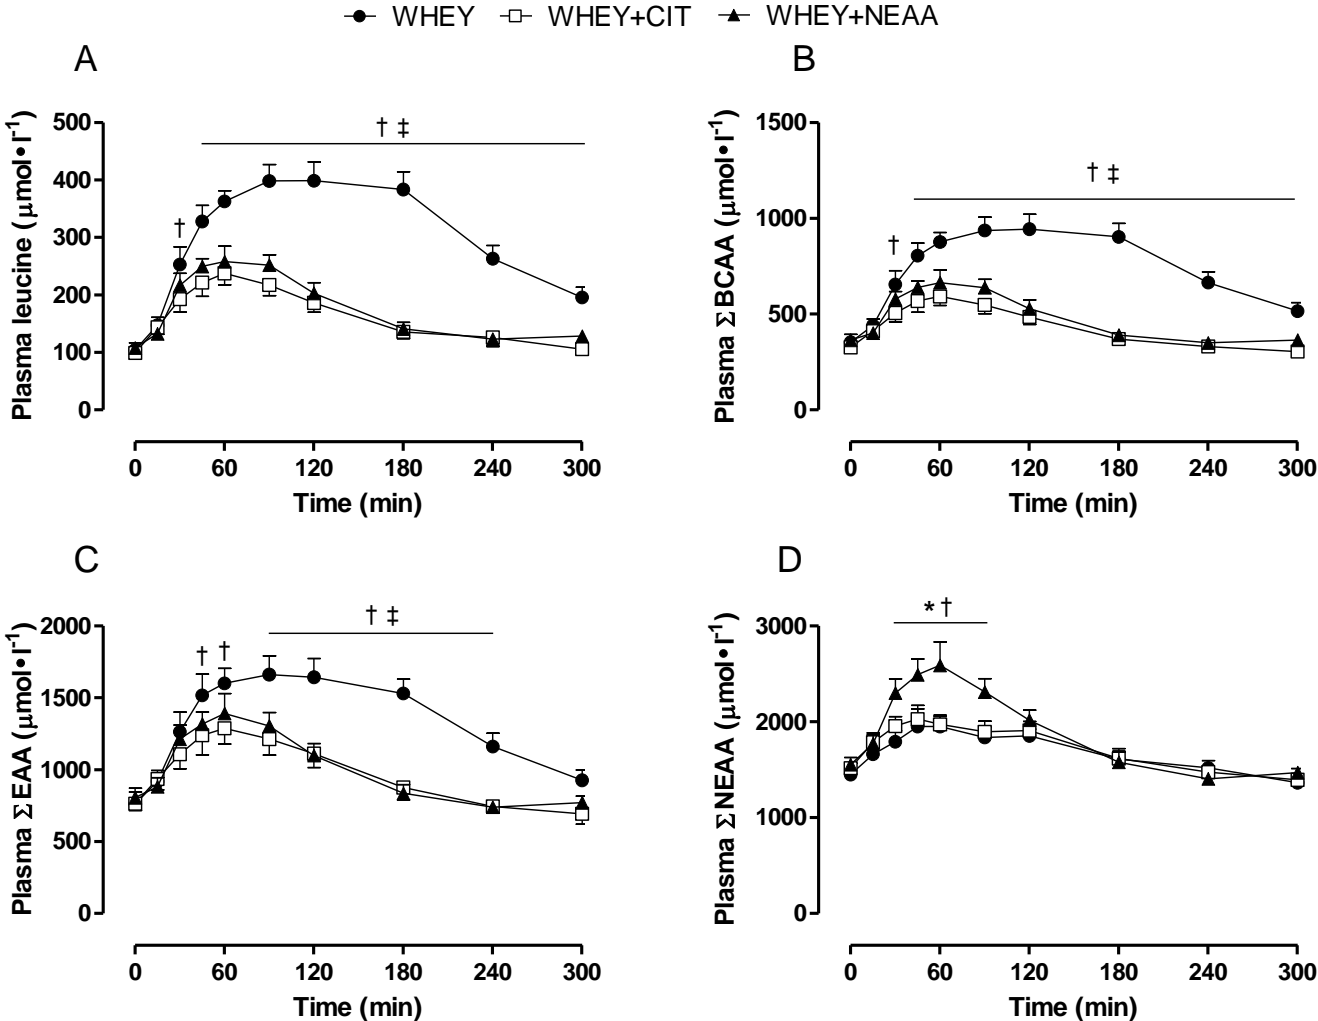 WHEY WHEY+CIT WHEY+NEAA
A
Plasma leucine (μmol•l-1)
500
400
300
200
100
0
† ‡
†
0 60 120 180 240 300
Time (min)
B
Plasma ΣBCAA (μmol•l-1)
1500
1000
500
0
† ‡
†
0 60 120 180 240 300
Time (min)
C
Plasma ΣEAA (μmol•l-1)
2000
1500
1000
500
0
† ‡
† †
0 60 120 180 240 300
Time (min)
D
Plasma ΣNEAA (μmol•l-1)
3000
2000
1000
0
* †
0 60 120 180 240 300
Time (min)